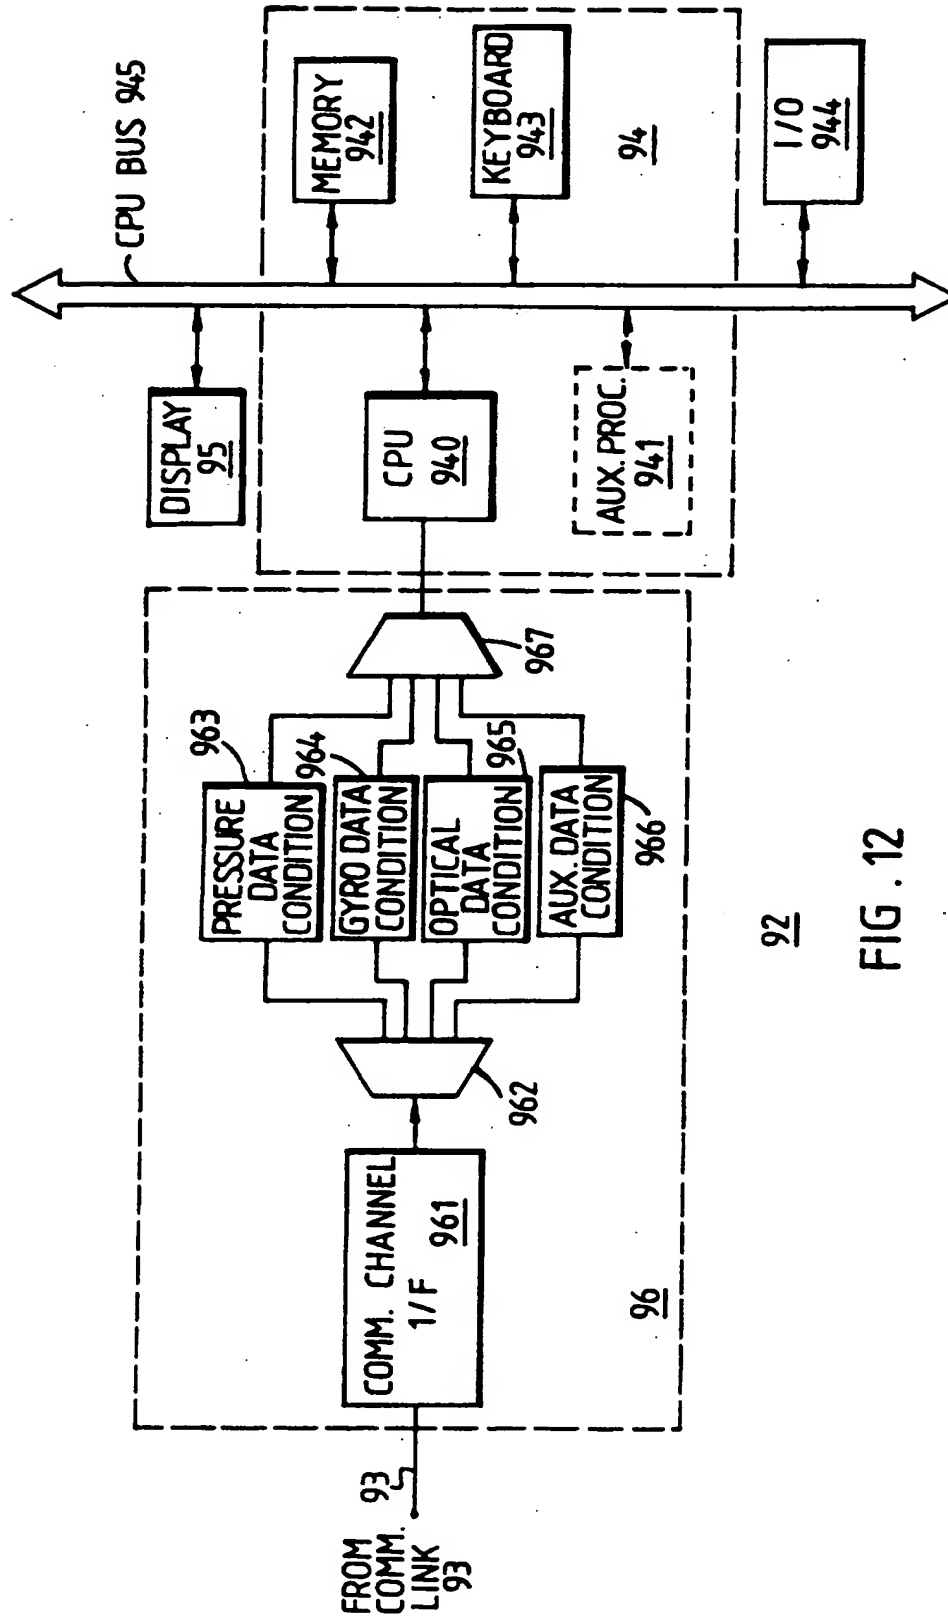 CPU BUS 945
DISPLAY
95
MEMORY
942
KEYBOARD
943
94
I/O
944
CPU
940
AUX.PROC.
941
967
963
PRESSURE
DATA
CONDITION
964
GYRO DATA
CONDITION
965
OPTICAL
DATA
CONDITION
AUX.DATA
CONDITION
966
962
COMM. CHANNEL
1/F 961
96
93
FROM
COMM.
LINK
93
92
FIG.12